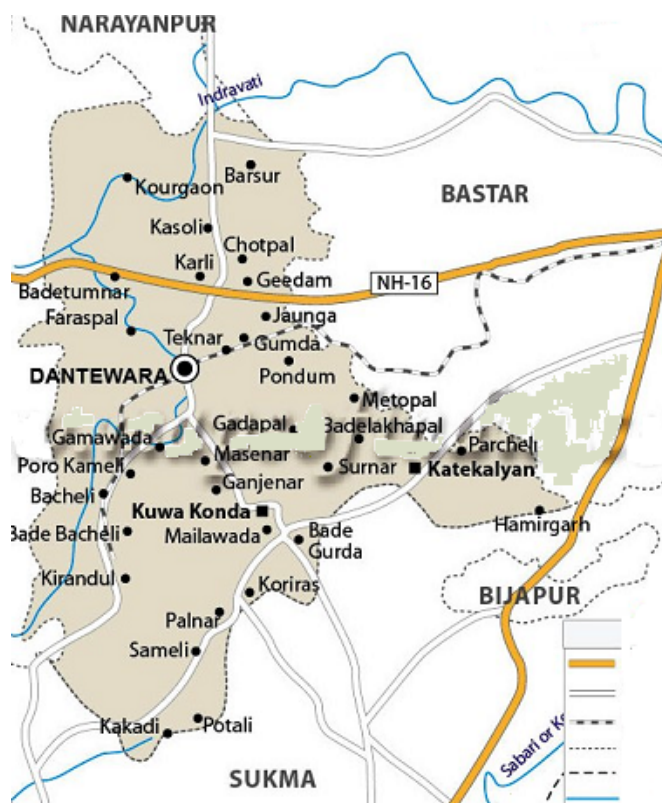 NARAYANPUR
Indravati
Barsur
Kourgaon
BASTAR
Kasoli
Chotpal
Karli
Geedam
NH-16
Badetumnar
Jaunga
Faraspal
Teknar
Gumda
DANTEWARA
Pondum
Metopal
Gadapal
Badelakhapal
Gamawada
Masenar
Parcheli
Poro Kameli
Surnar
Katekalyan
Ganjenar
Bacheli
Kuwa Konda
Hamirgarh
Bade Bacheli
Mailawada
Bade
Gurda
Kirandul
Koriras
BIJAPUR
Palnar
Sameli
Kakadi
Potali
Sabari or
SUKMA